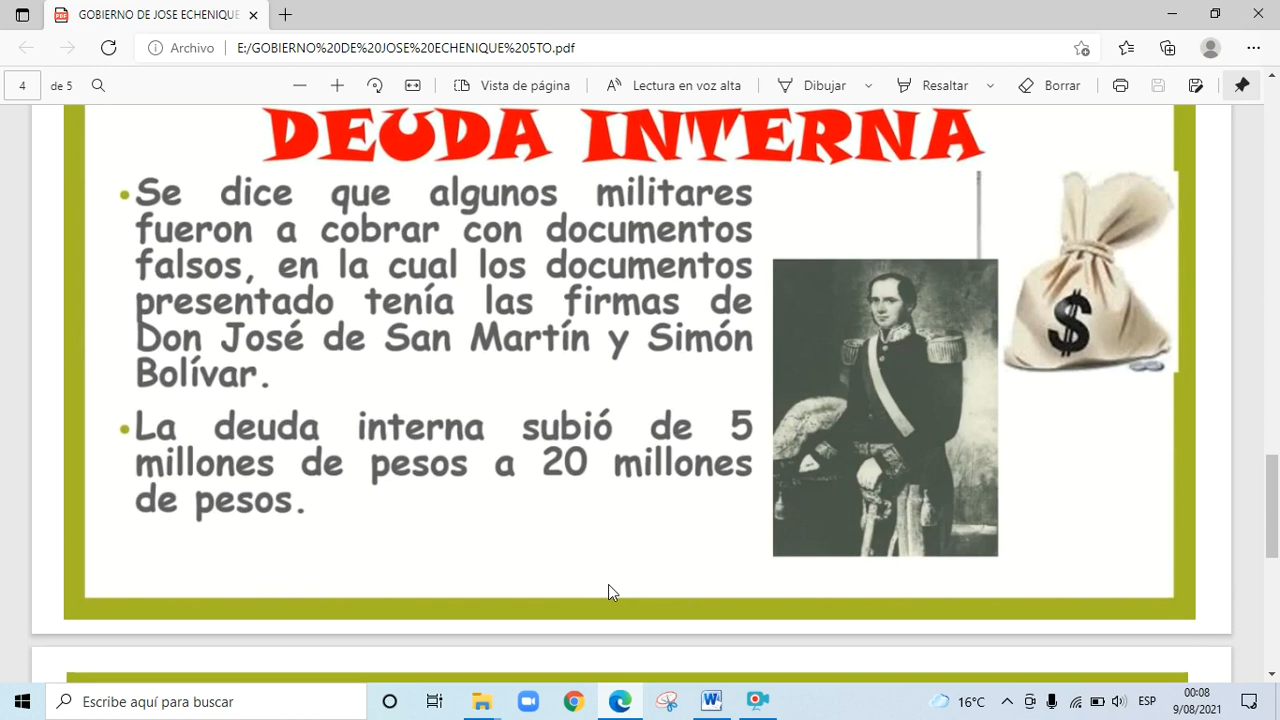 GOBIERNO DE JOSE ECHENIQUE
Archivo E:/GOBIERNO%20DE%20JOSE%20ECHENIQUE%205TO.pdf
4 de 5 Vista de página Lectura en voz alta Dibujar Resaltar Borrar
DEUDA INTERNA
•Se dice que algunos militares
fueron a cobrar con documentos
falsos, en la cual los documentos
presentado tenía las firmas de
Don José de San Martín y Simón
Bolívar.
•La deuda interna subió de 5
millones de pesos a 20 millones
de pesos.
$
Escribe aquí para buscar
16°C ESP
00:08
9/08/2021